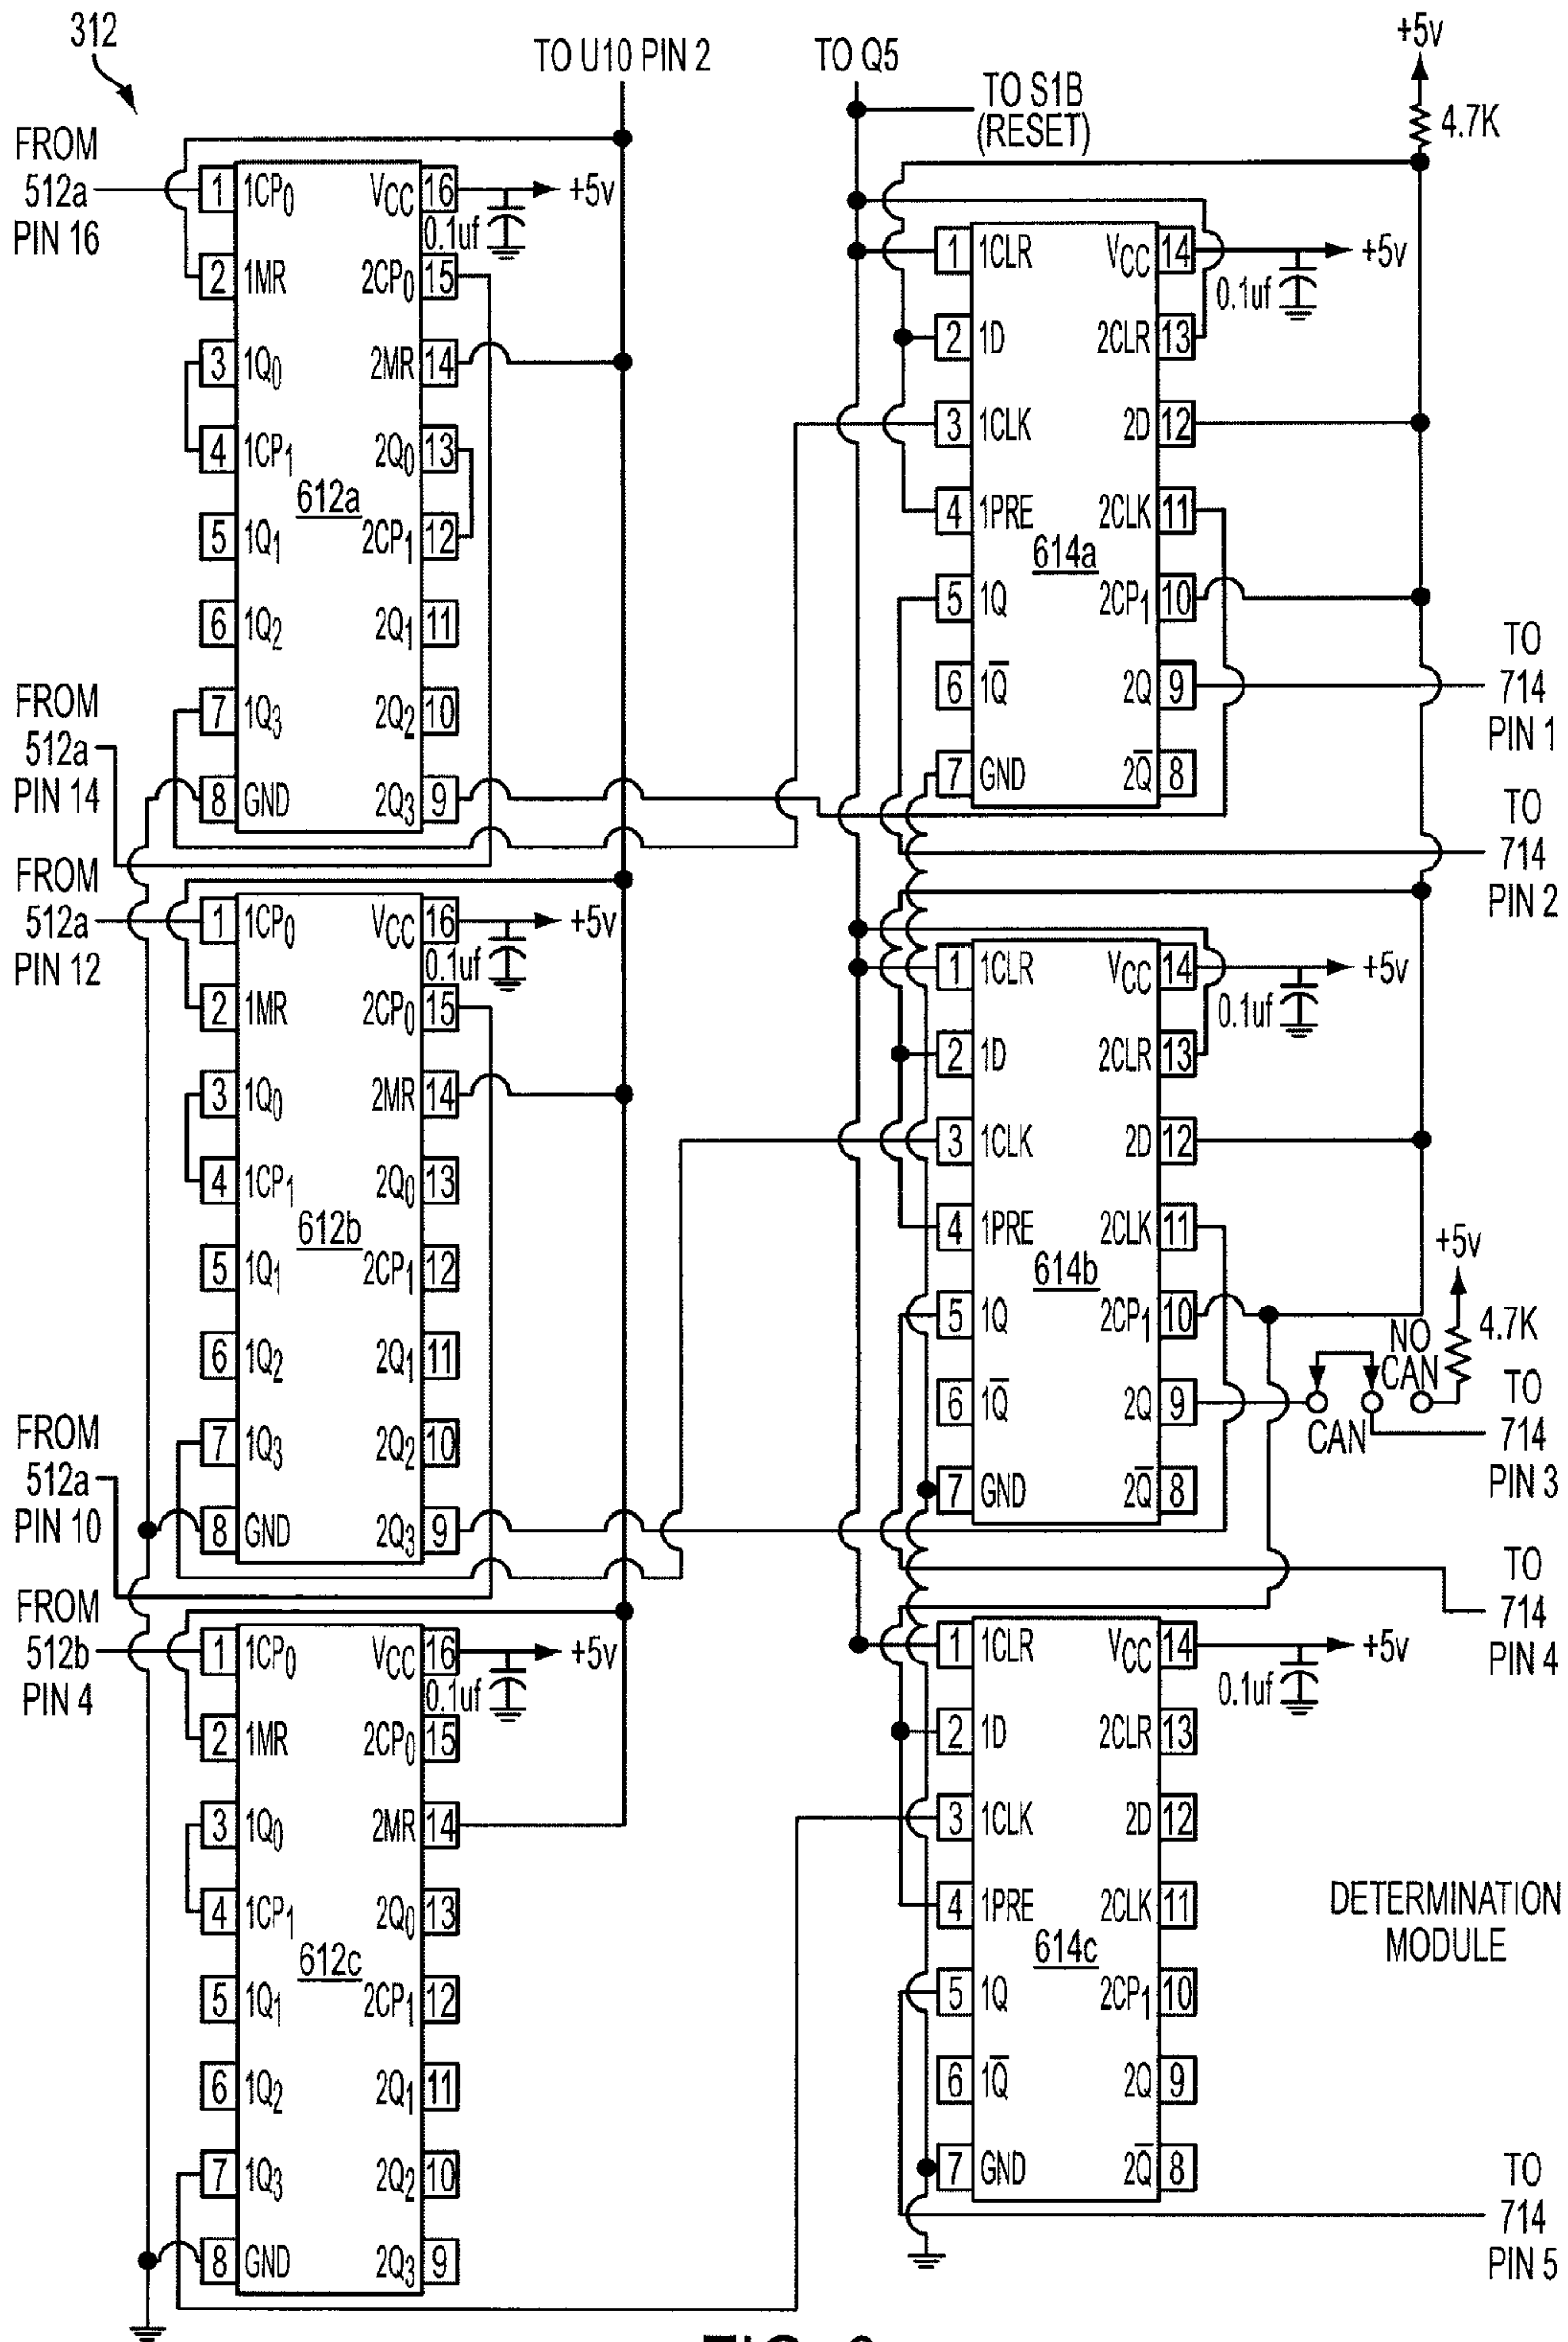 312
TO U10 PIN 2
TO Q5
TO S1B
(RESET)
+5v
4.7K
FROM
512a
PIN 16
1 1CP0 VCC 16 +5v
0.1uf
2 1MR 2CP0 15
3 1Q0 2MR 14
4 1CP1 2Q0 13
612a
5 1Q1 2CP1 12
6 1Q2 2Q1 11
7 1Q3 2Q2 10
8 GND 2Q3 9
FROM
512a
PIN 14
1 1CLR VCC 14 +5v
0.1uf
2 1D 2CLR 13
3 1CLK 2D 12
4 1PRE 2CLK 11
614a
5 1Q 2CP1 10
6 1Q̅ 2Q 9
7 GND 2Q̅ 8
TO
714
PIN 1
TO
714
PIN 2
FROM
512a
PIN 12
1 1CP0 VCC 16 +5v
0.1uf
2 1MR 2CP0 15
3 1Q0 2MR 14
4 1CP1 2Q0 13
612b
5 1Q1 2CP1 12
6 1Q2 2Q1 11
7 1Q3 2Q2 10
8 GND 2Q3 9
FROM
512a
PIN 10
1 1CLR VCC 14 +5v
0.1uf
2 1D 2CLR 13
3 1CLK 2D 12
4 1PRE 2CLK 11
614b
5 1Q 2CP1 10
6 1Q̅ 2Q 9
7 GND 2Q̅ 8
+5v
4.7K
NO
CAN
CAN
TO
714
PIN 3
TO
714
PIN 4
FROM
512b
PIN 4
1 1CP0 VCC 16 +5v
0.1uf
2 1MR 2CP0 15
3 1Q0 2MR 14
4 1CP1 2Q0 13
612c
5 1Q1 2CP1 12
6 1Q2 2Q1 11
7 1Q3 2Q2 10
8 GND 2Q3 9
1 1CLR VCC 14 +5v
0.1uf
2 1D 2CLR 13
3 1CLK 2D 12
4 1PRE 2CLK 11
614c
5 1Q 2CP1 10
6 1Q̅ 2Q 9
7 GND 2Q̅ 8
DETERMINATION
MODULE
TO
714
PIN 5